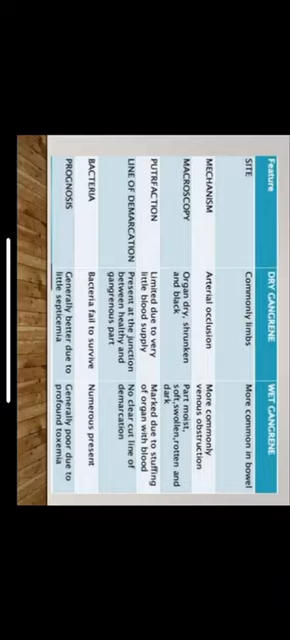 Feature DRY GANGRENE WET GANGRENE
SITE Commonly limbs More common in bowel
MECHANISM Arterial occlusion More commonly
venous obstruction
MACROSCOPY Organ dry, shrunken Part moist,
and black soft,swollen,rotten and
dark
PUTRFACTION Limited due to very Marked due to stuffing
little blood supply of organ with blood
LINE OF DEMARCATION Present at the junction No clear cut line of
between healthy and demarcation
gangrenous part
BACTERIA Bacteria fail to survive Numerous present
PROGNOSIS Generally better due to Generally poor due to
little septicemia profound toxemia